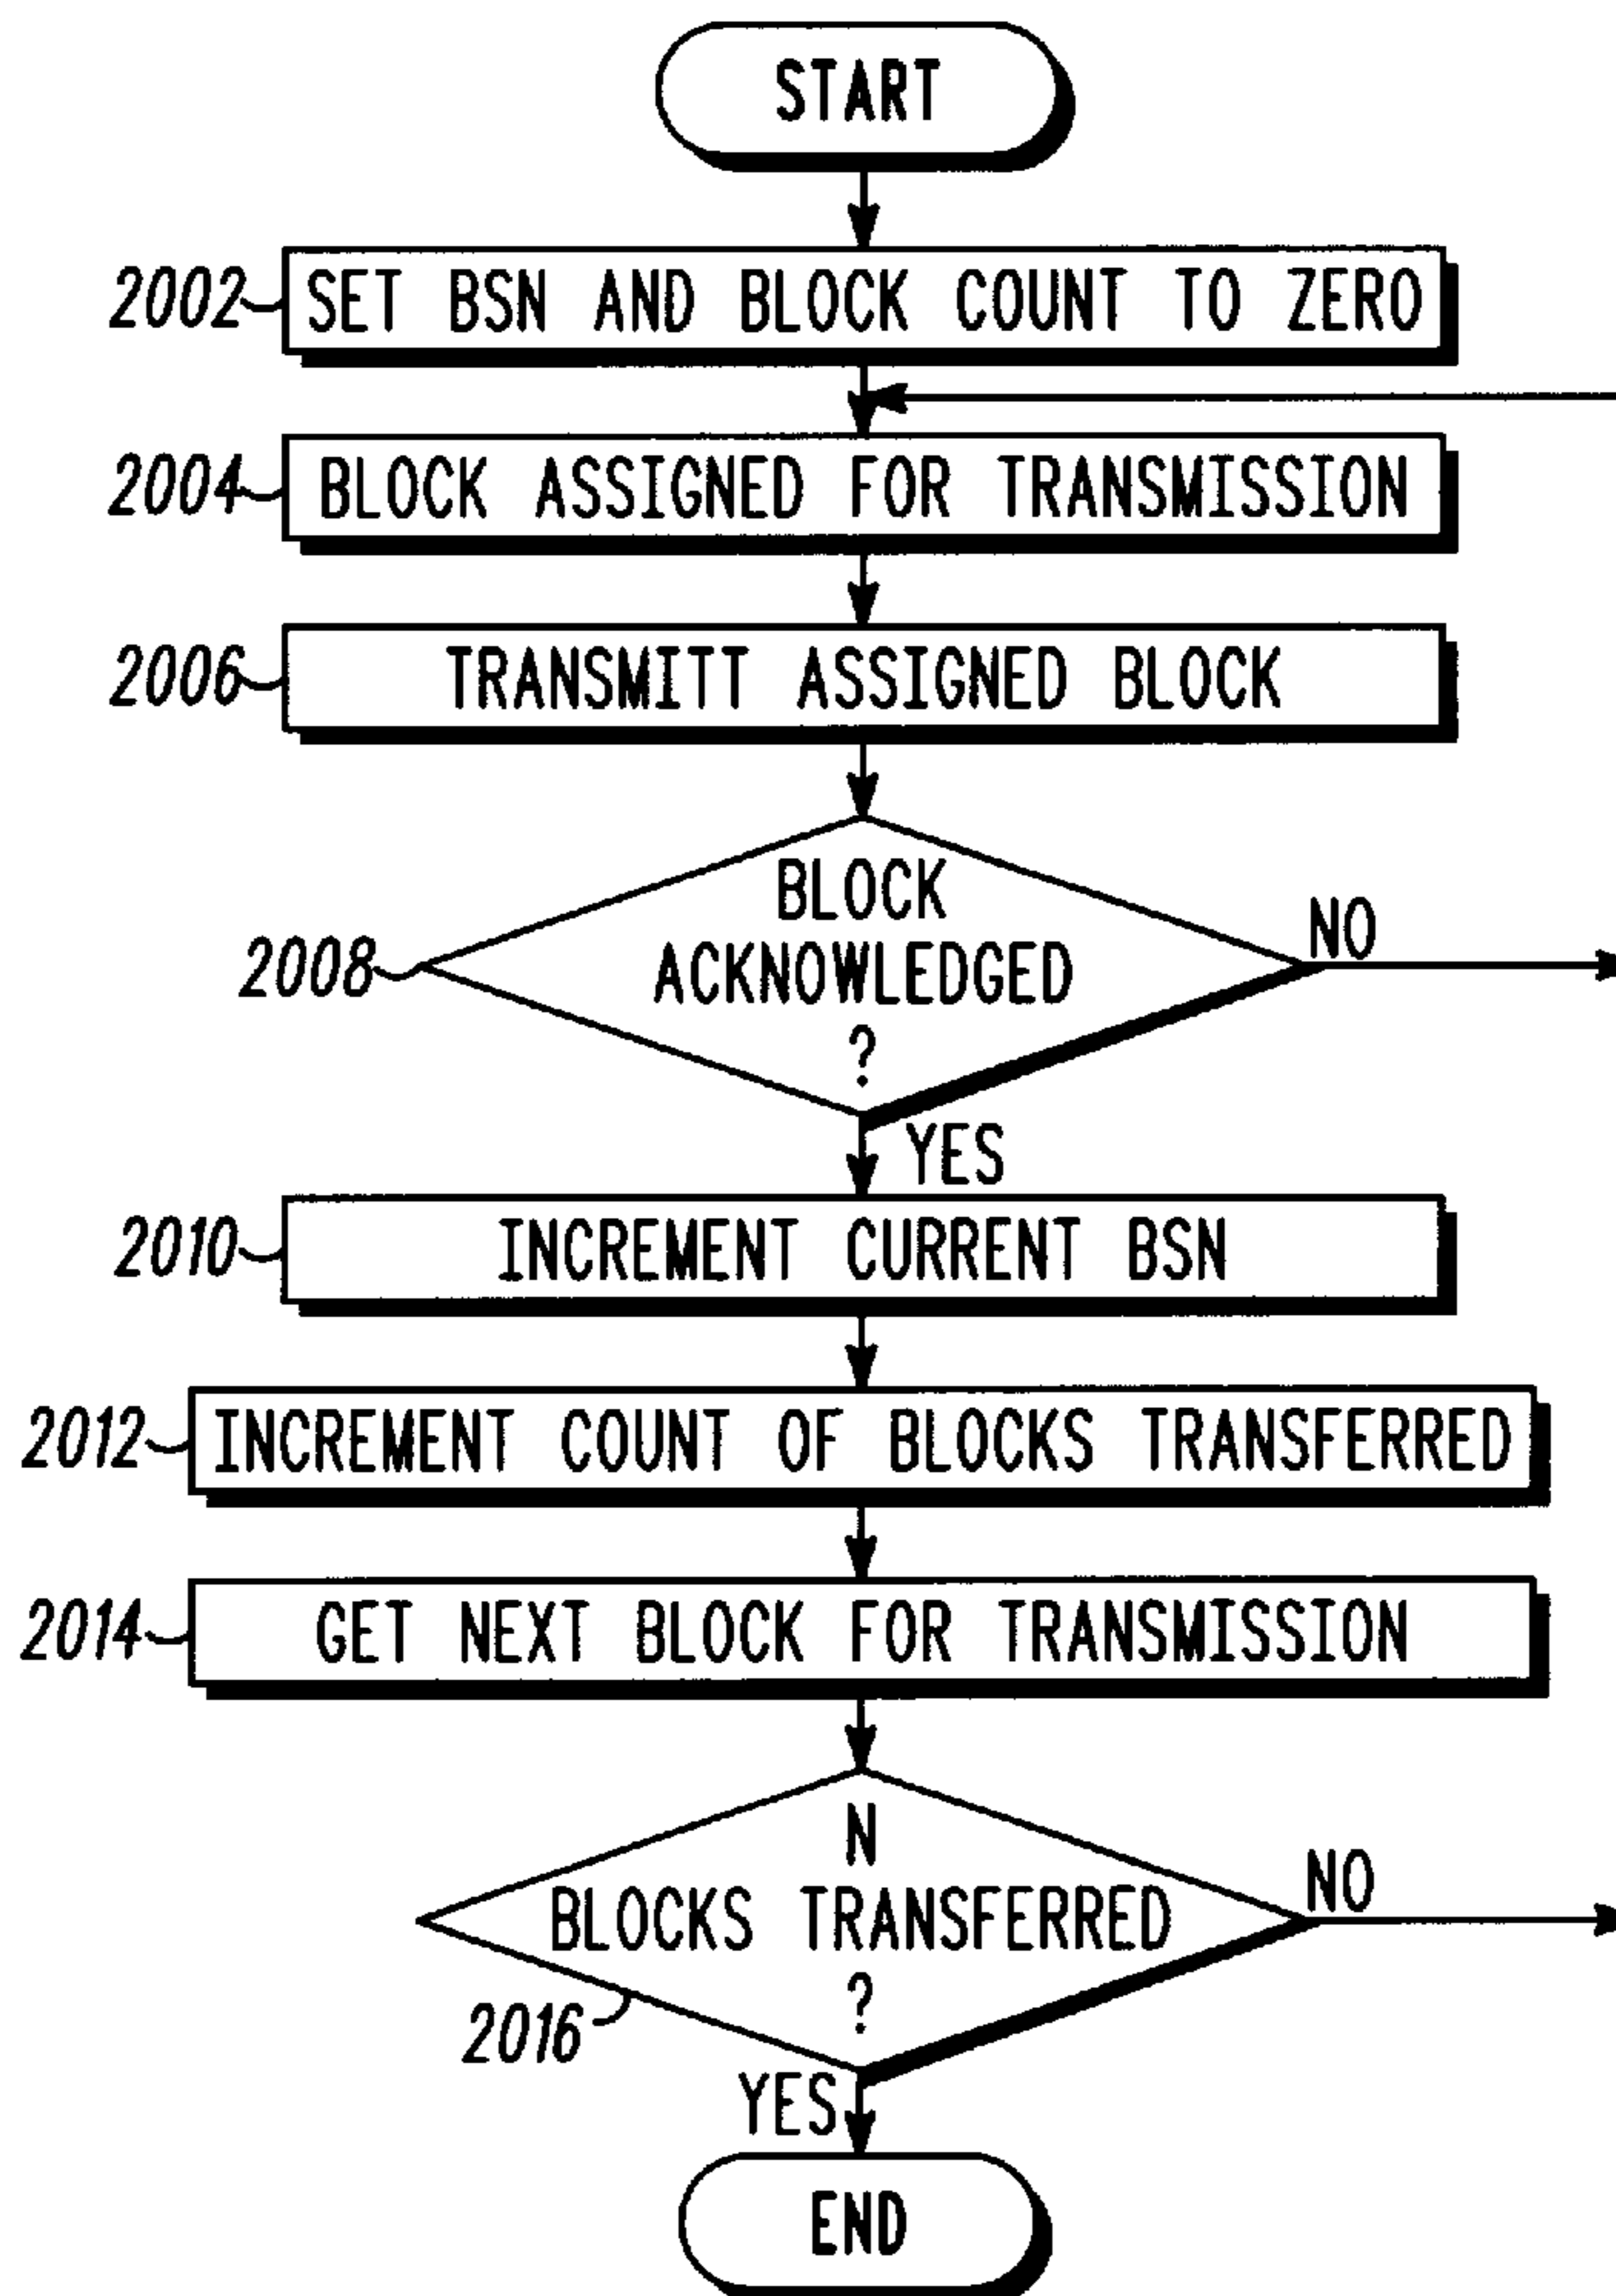 START
2002 SET BSN AND BLOCK COUNT TO ZERO
2004 BLOCK ASSIGNED FOR TRANSMISSION
2006 TRANSMITT ASSIGNED BLOCK
BLOCK
NO
2008 ACKNOWLEDGED
?
YES
2010 INCREMENT CURRENT BSN
2012 INCREMENT COUNT OF BLOCKS TRANSFERRED
2014 GET NEXT BLOCK FOR TRANSMISSION
N
NO
BLOCKS TRANSFERRED
?
2016
YES
END